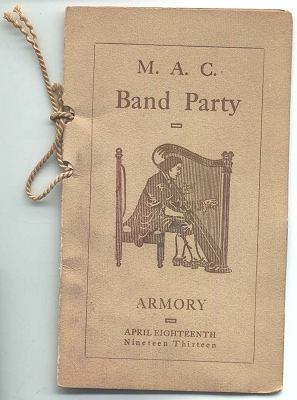 M. A. C.
Band Party
ARMORY
APRIL EIGHTEENTH
Nineteen Thirteen